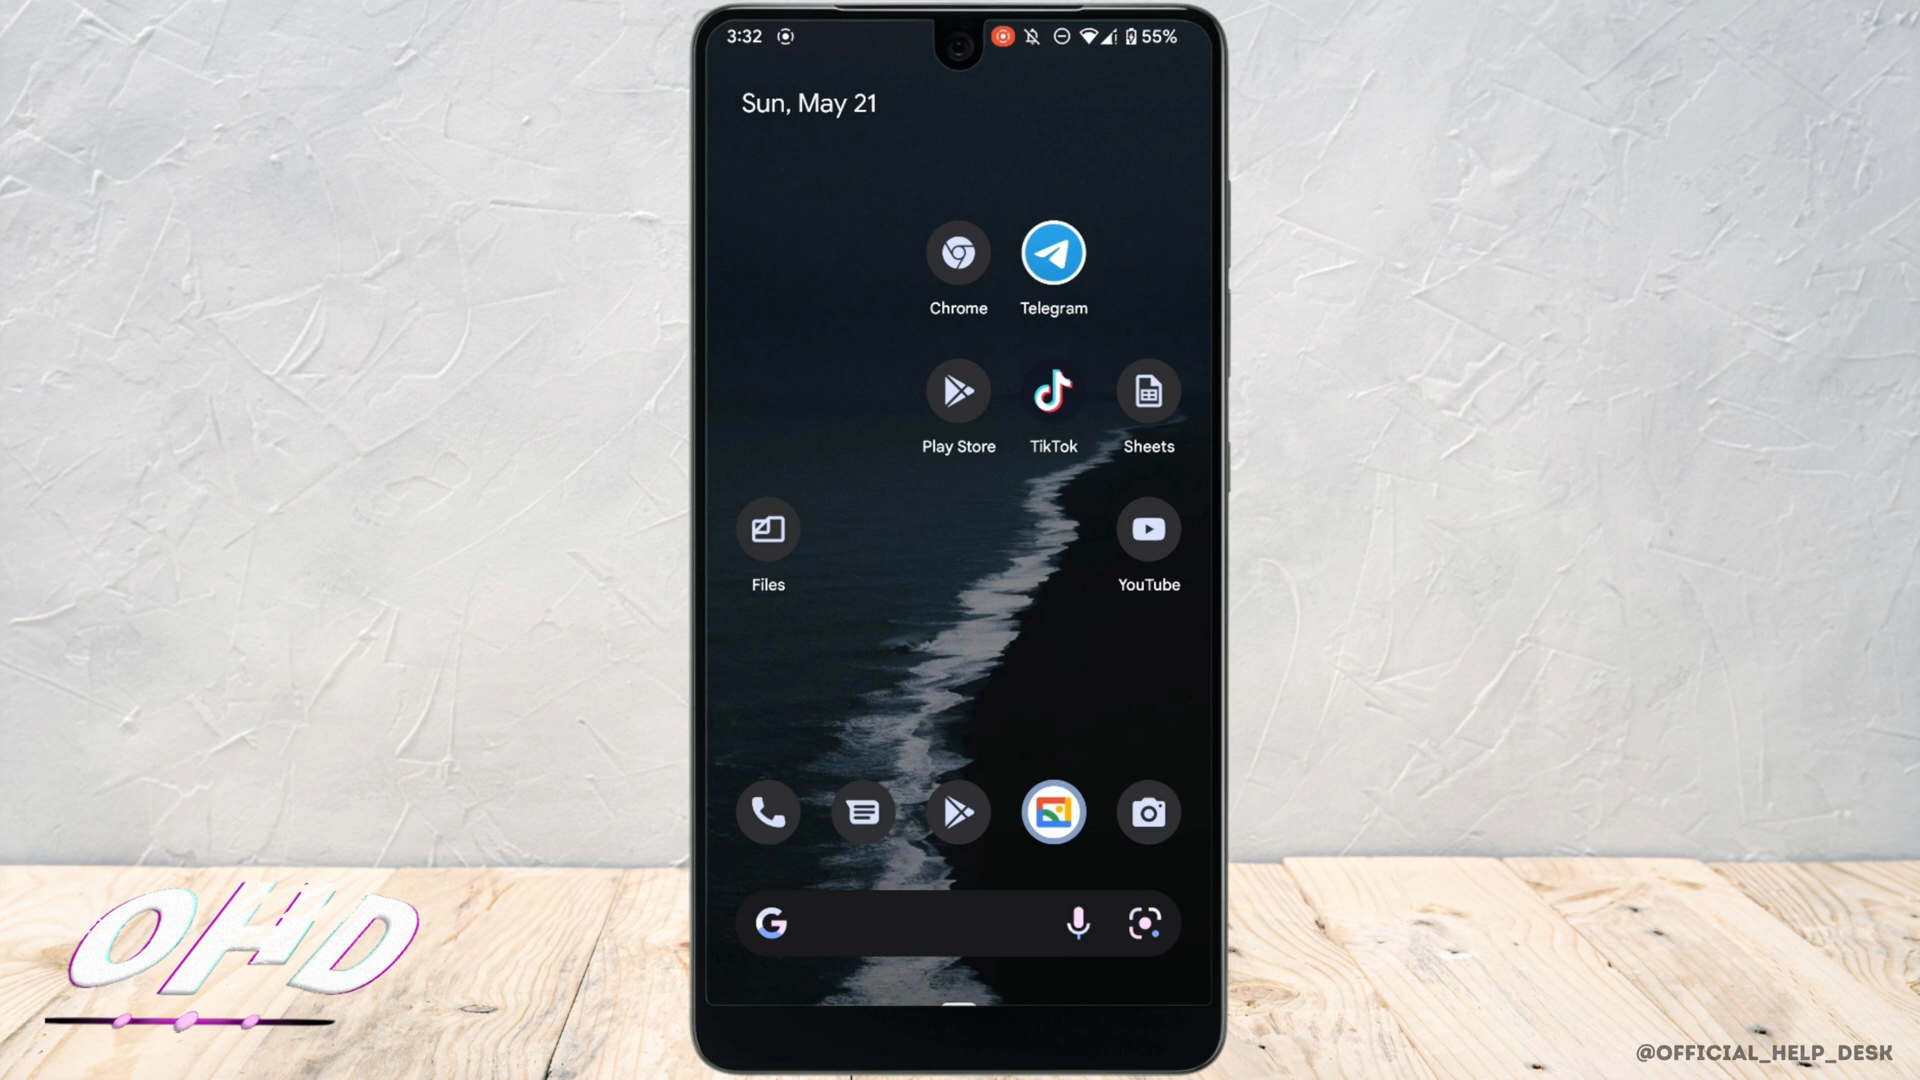 3:32
55%
Sun, May 21
Chrome
Telegram
Play Store
TikTok
Sheets
Files
YouTube
OHD
@OFFICIAL_HELP_DESK